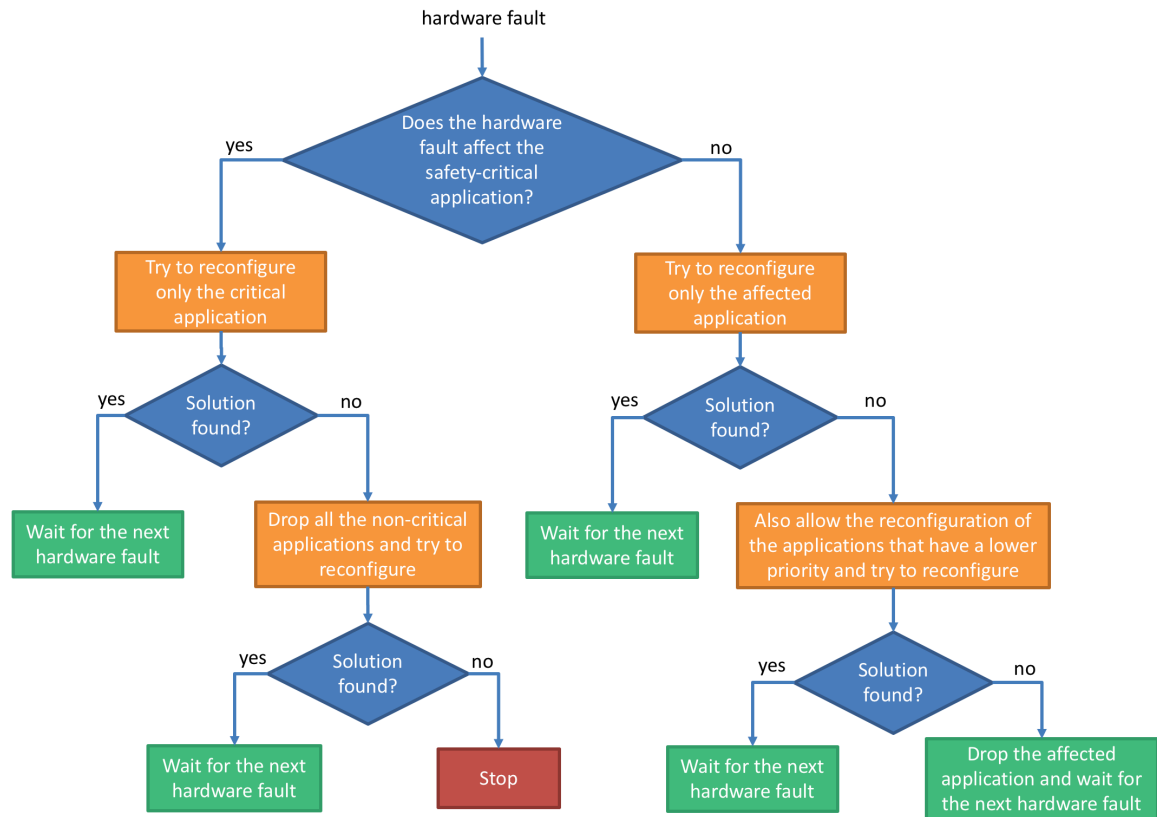 hardware fault
Does the hardware
fault affect the
safety-critical
application?
yes
no
Try to reconfigure
only the critical
application
Try to reconfigure
only the affected
application
Solution
found?
yes
no
Solution
found?
yes
no
Wait for the next
hardware fault
Drop all the non-critical
applications and try to
reconfigure
Wait for the next
hardware fault
Also allow the reconfiguration of
the applications that have a lower
priority and try to reconfigure
Solution
found?
yes
no
Solution
found?
yes
no
Wait for the next
hardware fault
Stop
Wait for the next
hardware fault
Drop the affected
application and wait for
the next hardware fault